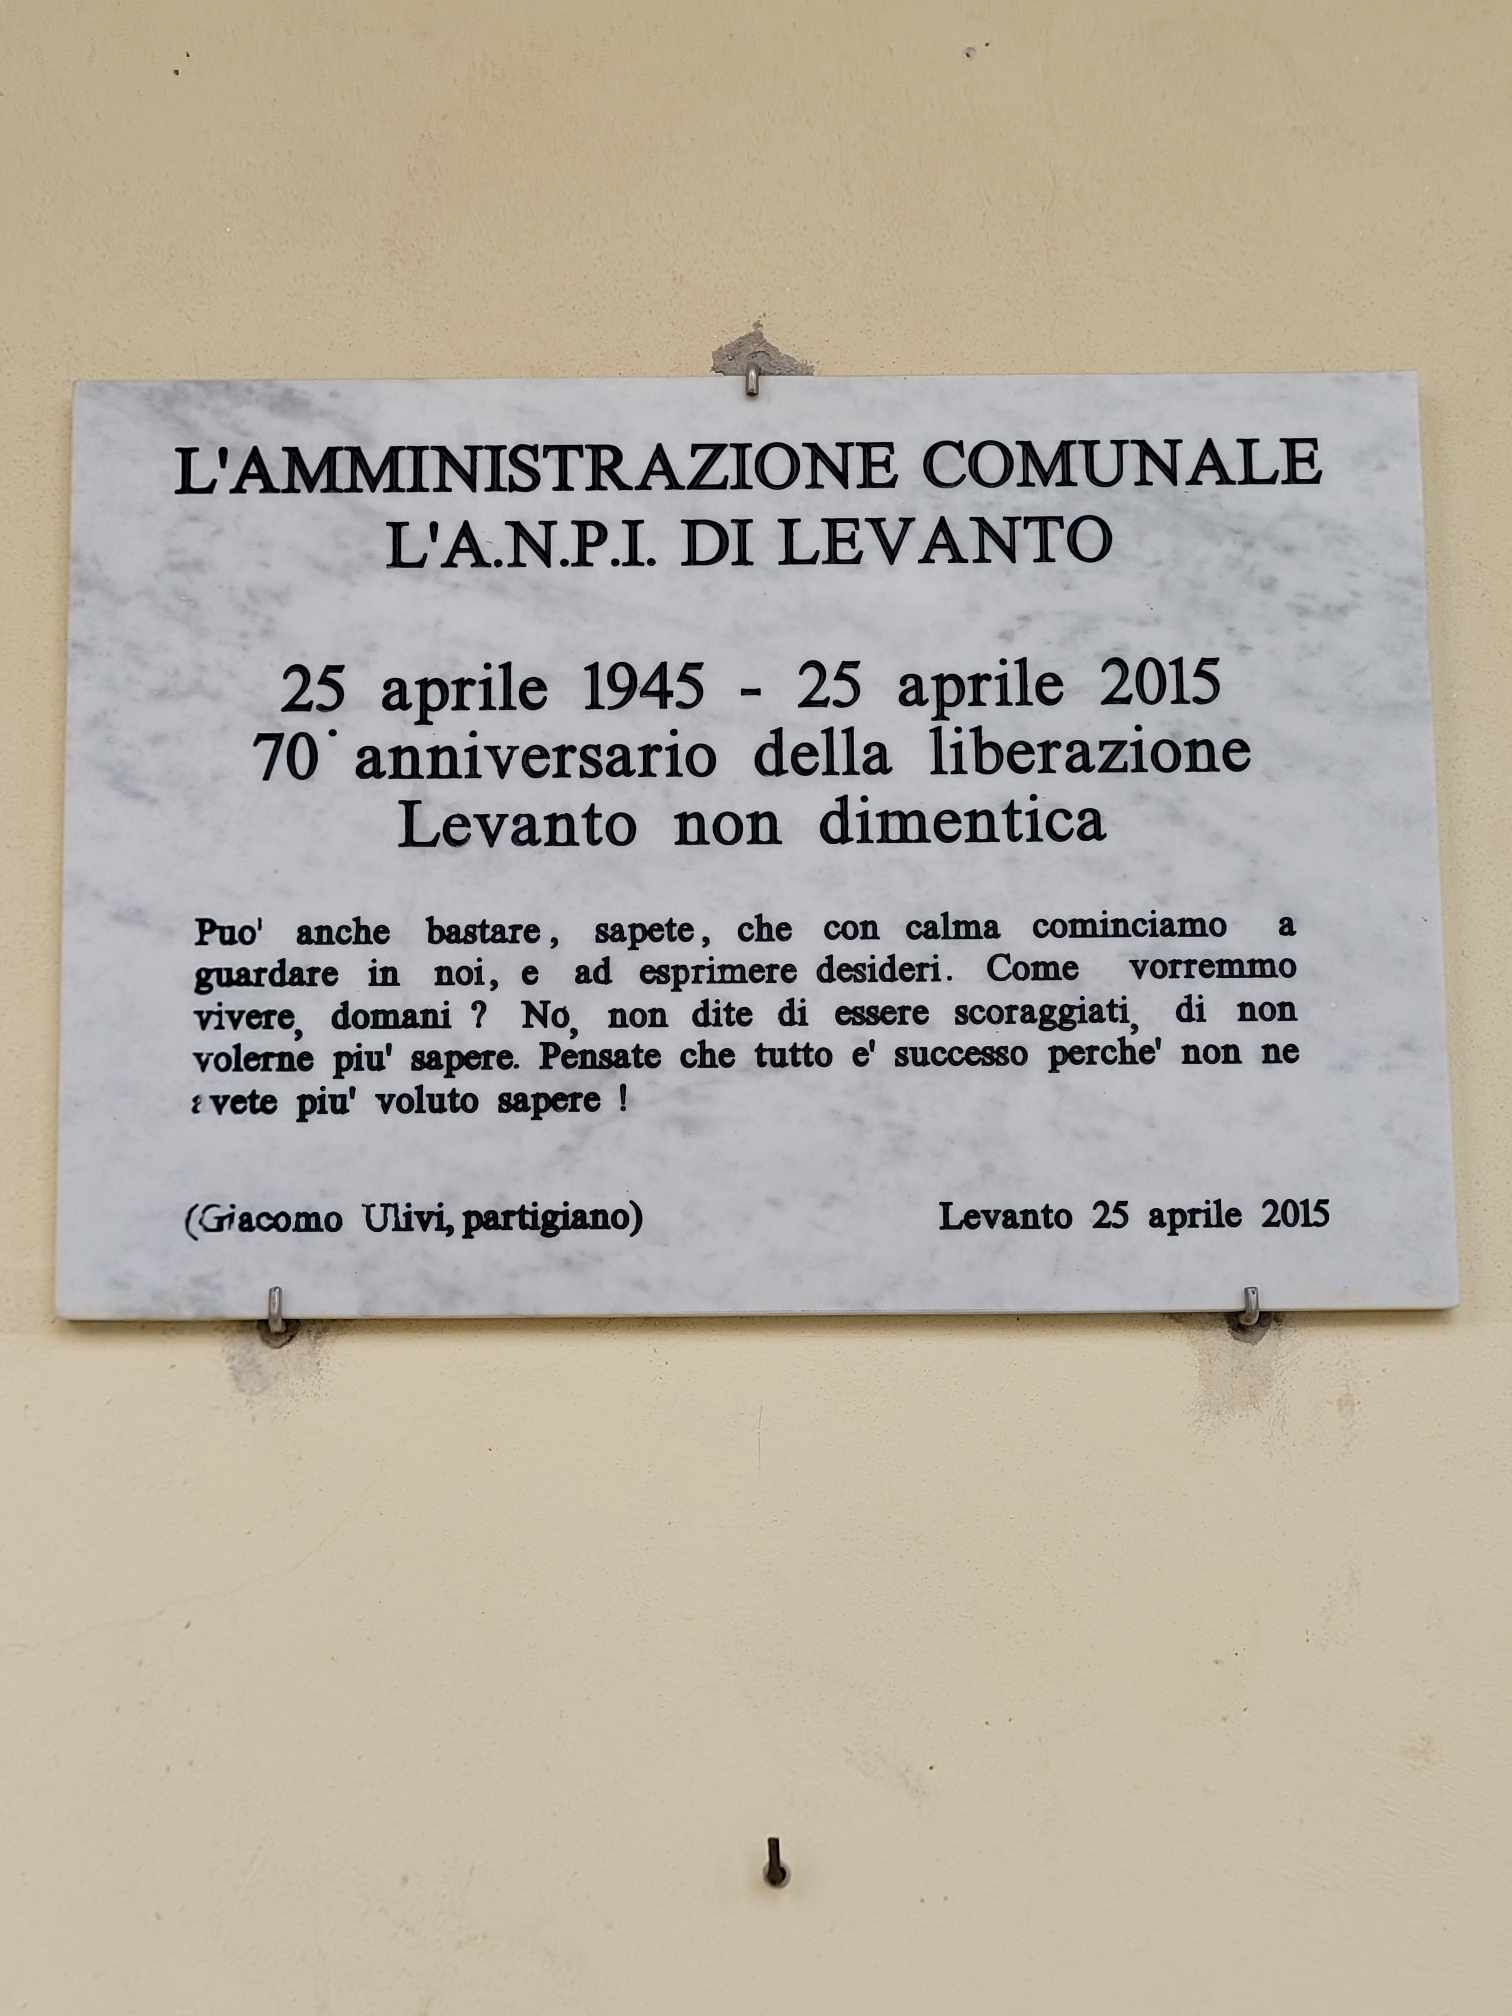 L'AMMINISTRAZIONE COMUNALE
L'A.N.P.I. DI LEVANTO
25 aprile 1945 - 25 aprile 2015
70° anniversario della liberazione
Levanto non dimentica
Puo' anche bastare, sapete, che con calma cominciamo a
guardare in noi, e ad esprimere desideri. Come vorremmo
vivere, domani ? No, non dite di essere scoraggiati, di non
volerne piu' sapere. Pensate che tutto e' successo perche' non ne
avete piu' voluto sapere !
(Giacomo Ulivi, partigiano)
Levanto 25 aprile 2015